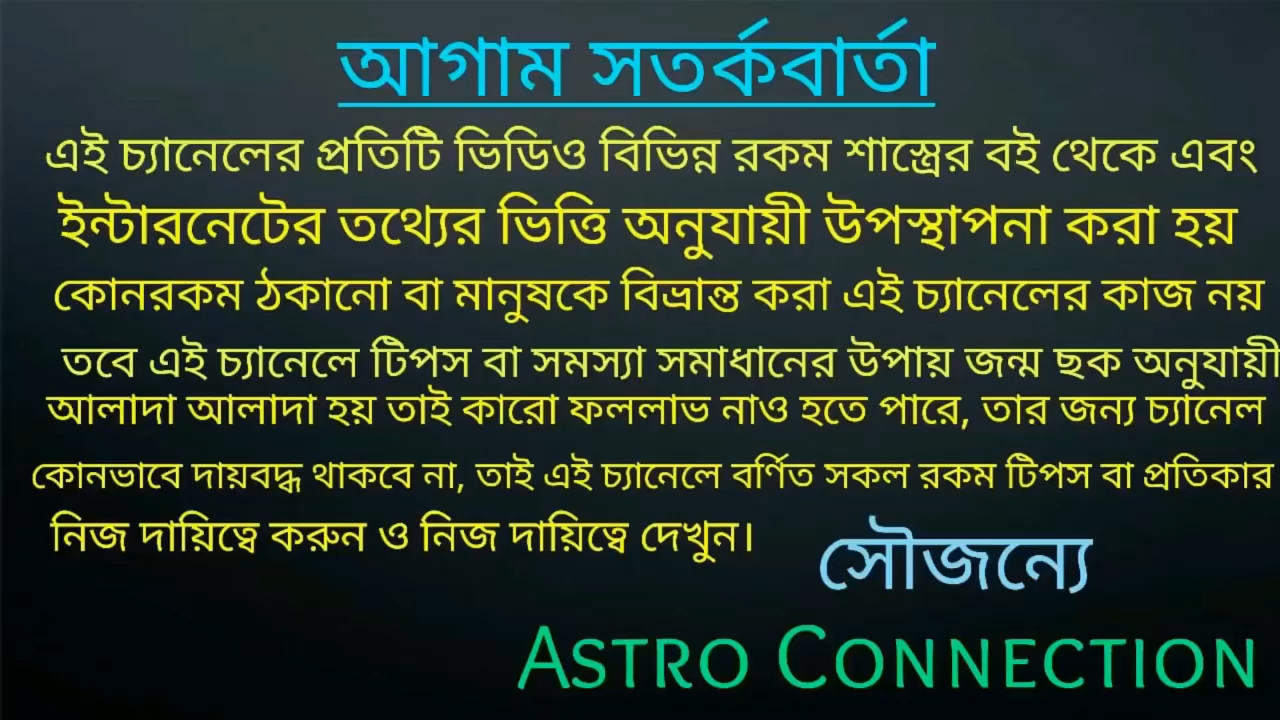 আগাম সতর্কবার্তা
এই চ্যানেলের প্রতিটি ভিডিও বিভিন্ন রকম শাস্ত্রের বই থেকে এবং
ইন্টারনেটের তথ্যের ভিত্তি অনুযায়ী উপস্থাপনা করা হয়
কোনরকম ঠকানো বা মানুষকে বিভ্রান্ত করা এই চ্যানেলের কাজ নয়
তবে এই চ্যানেলে টিপস বা সমস্যা সমাধানের উপায় জন্ম ছক অনুযায়ী
আলাদা আলাদা হয় তাই কারো ফললাভ নাও হতে পারে, তার জন্য চ্যানেল
কোনভাবে দায়বদ্ধ থাকবে না, তাই এই চ্যানেলে বর্ণিত সকল রকম টিপস বা প্রতিকার
নিজ দায়িত্বে করুন ও নিজ দায়িত্বে দেখুন।
সৌজন্যে
ASTRO CONNECTION